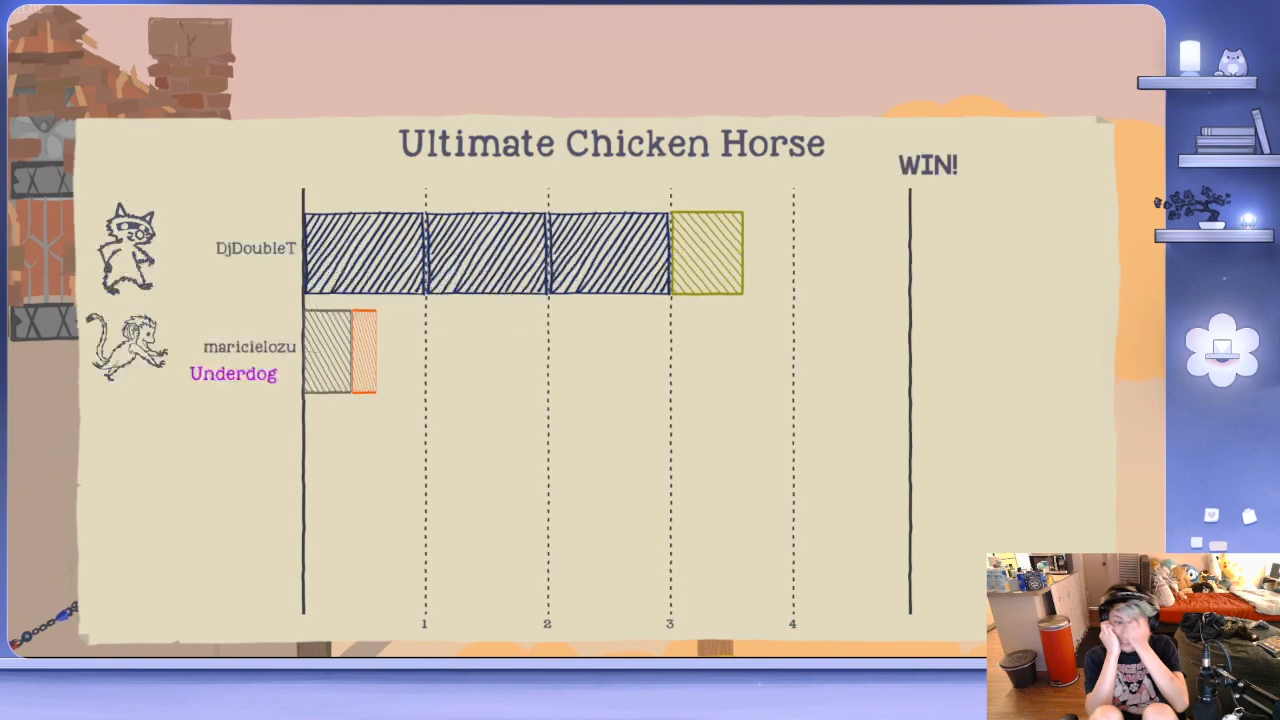 Ultimate Chicken Horse
WIN!
DjDoubleT
maricielozu
Underdog
1 2 3 4